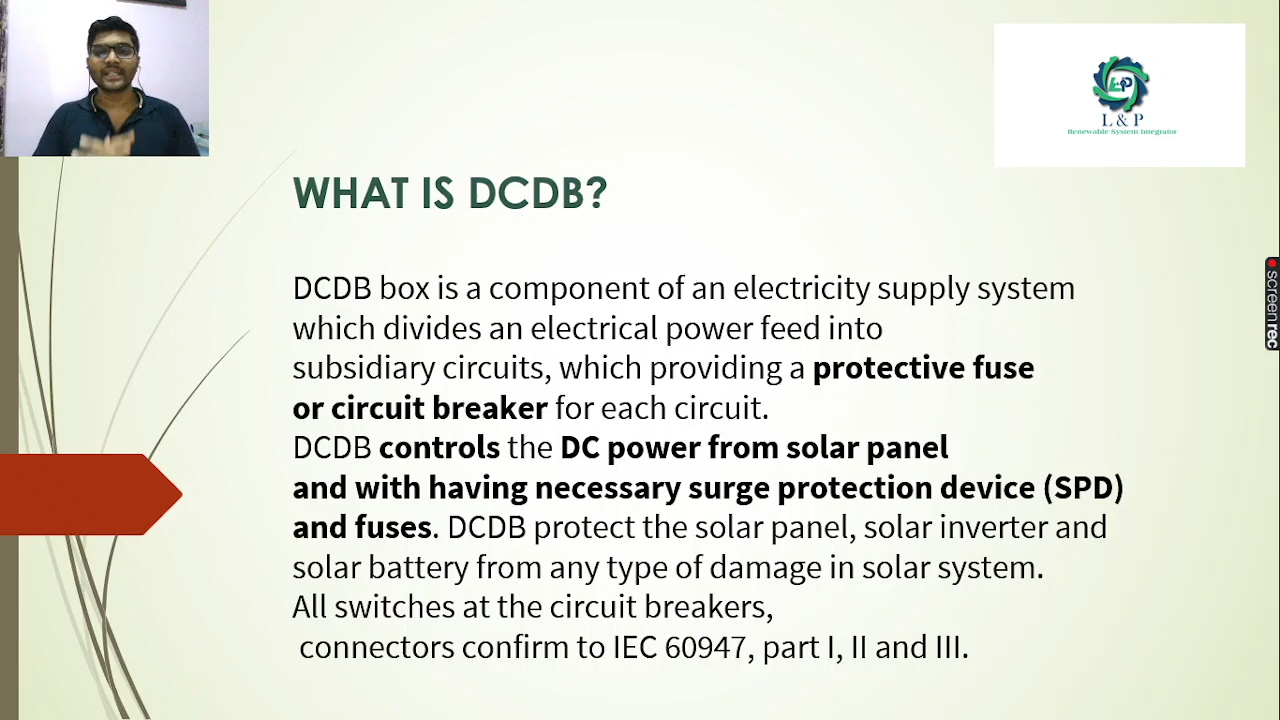 L&P
L & P
Renewable System Integrator
WHAT IS DCDB?
DCDB box is a component of an electricity supply system
which divides an electrical power feed into
subsidiary circuits, which providing a protective fuse
or circuit breaker for each circuit.
DCDB controls the DC power from solar panel
and with having necessary surge protection device (SPD)
and fuses. DCDB protect the solar panel, solar inverter and
solar battery from any type of damage in solar system.
All switches at the circuit breakers,
connectors confirm to IEC 60947, part I, II and III.
screenrec